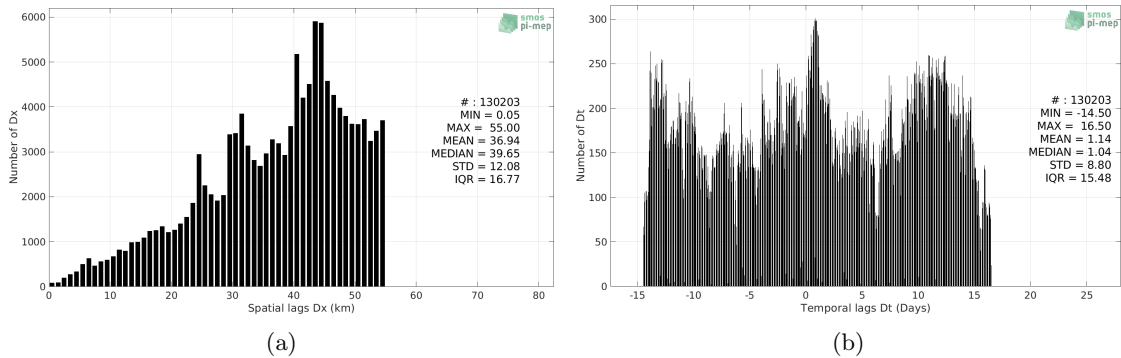 6000
5000
4000
3000
2000
1000
0
Number of Dx
0 10 20 30 40 50 60 70 80
Spatial lags Dx (km)
smos
pi-mep
# : 130203
MIN = 0.05
MAX = 55.00
MEAN = 36.94
MEDIAN = 39.65
STD = 12.08
IQR = 16.77
(a)
300
250
200
150
100
50
0
Number of Dt
-15 -10 -5 0 5 10 15 20 25
Temporal lags Dt (Days)
smos
pi-mep
# : 130203
MIN = -14.50
MAX = 16.50
MEAN = 1.14
MEDIAN = 1.04
STD = 8.80
IQR = 15.48
(b)